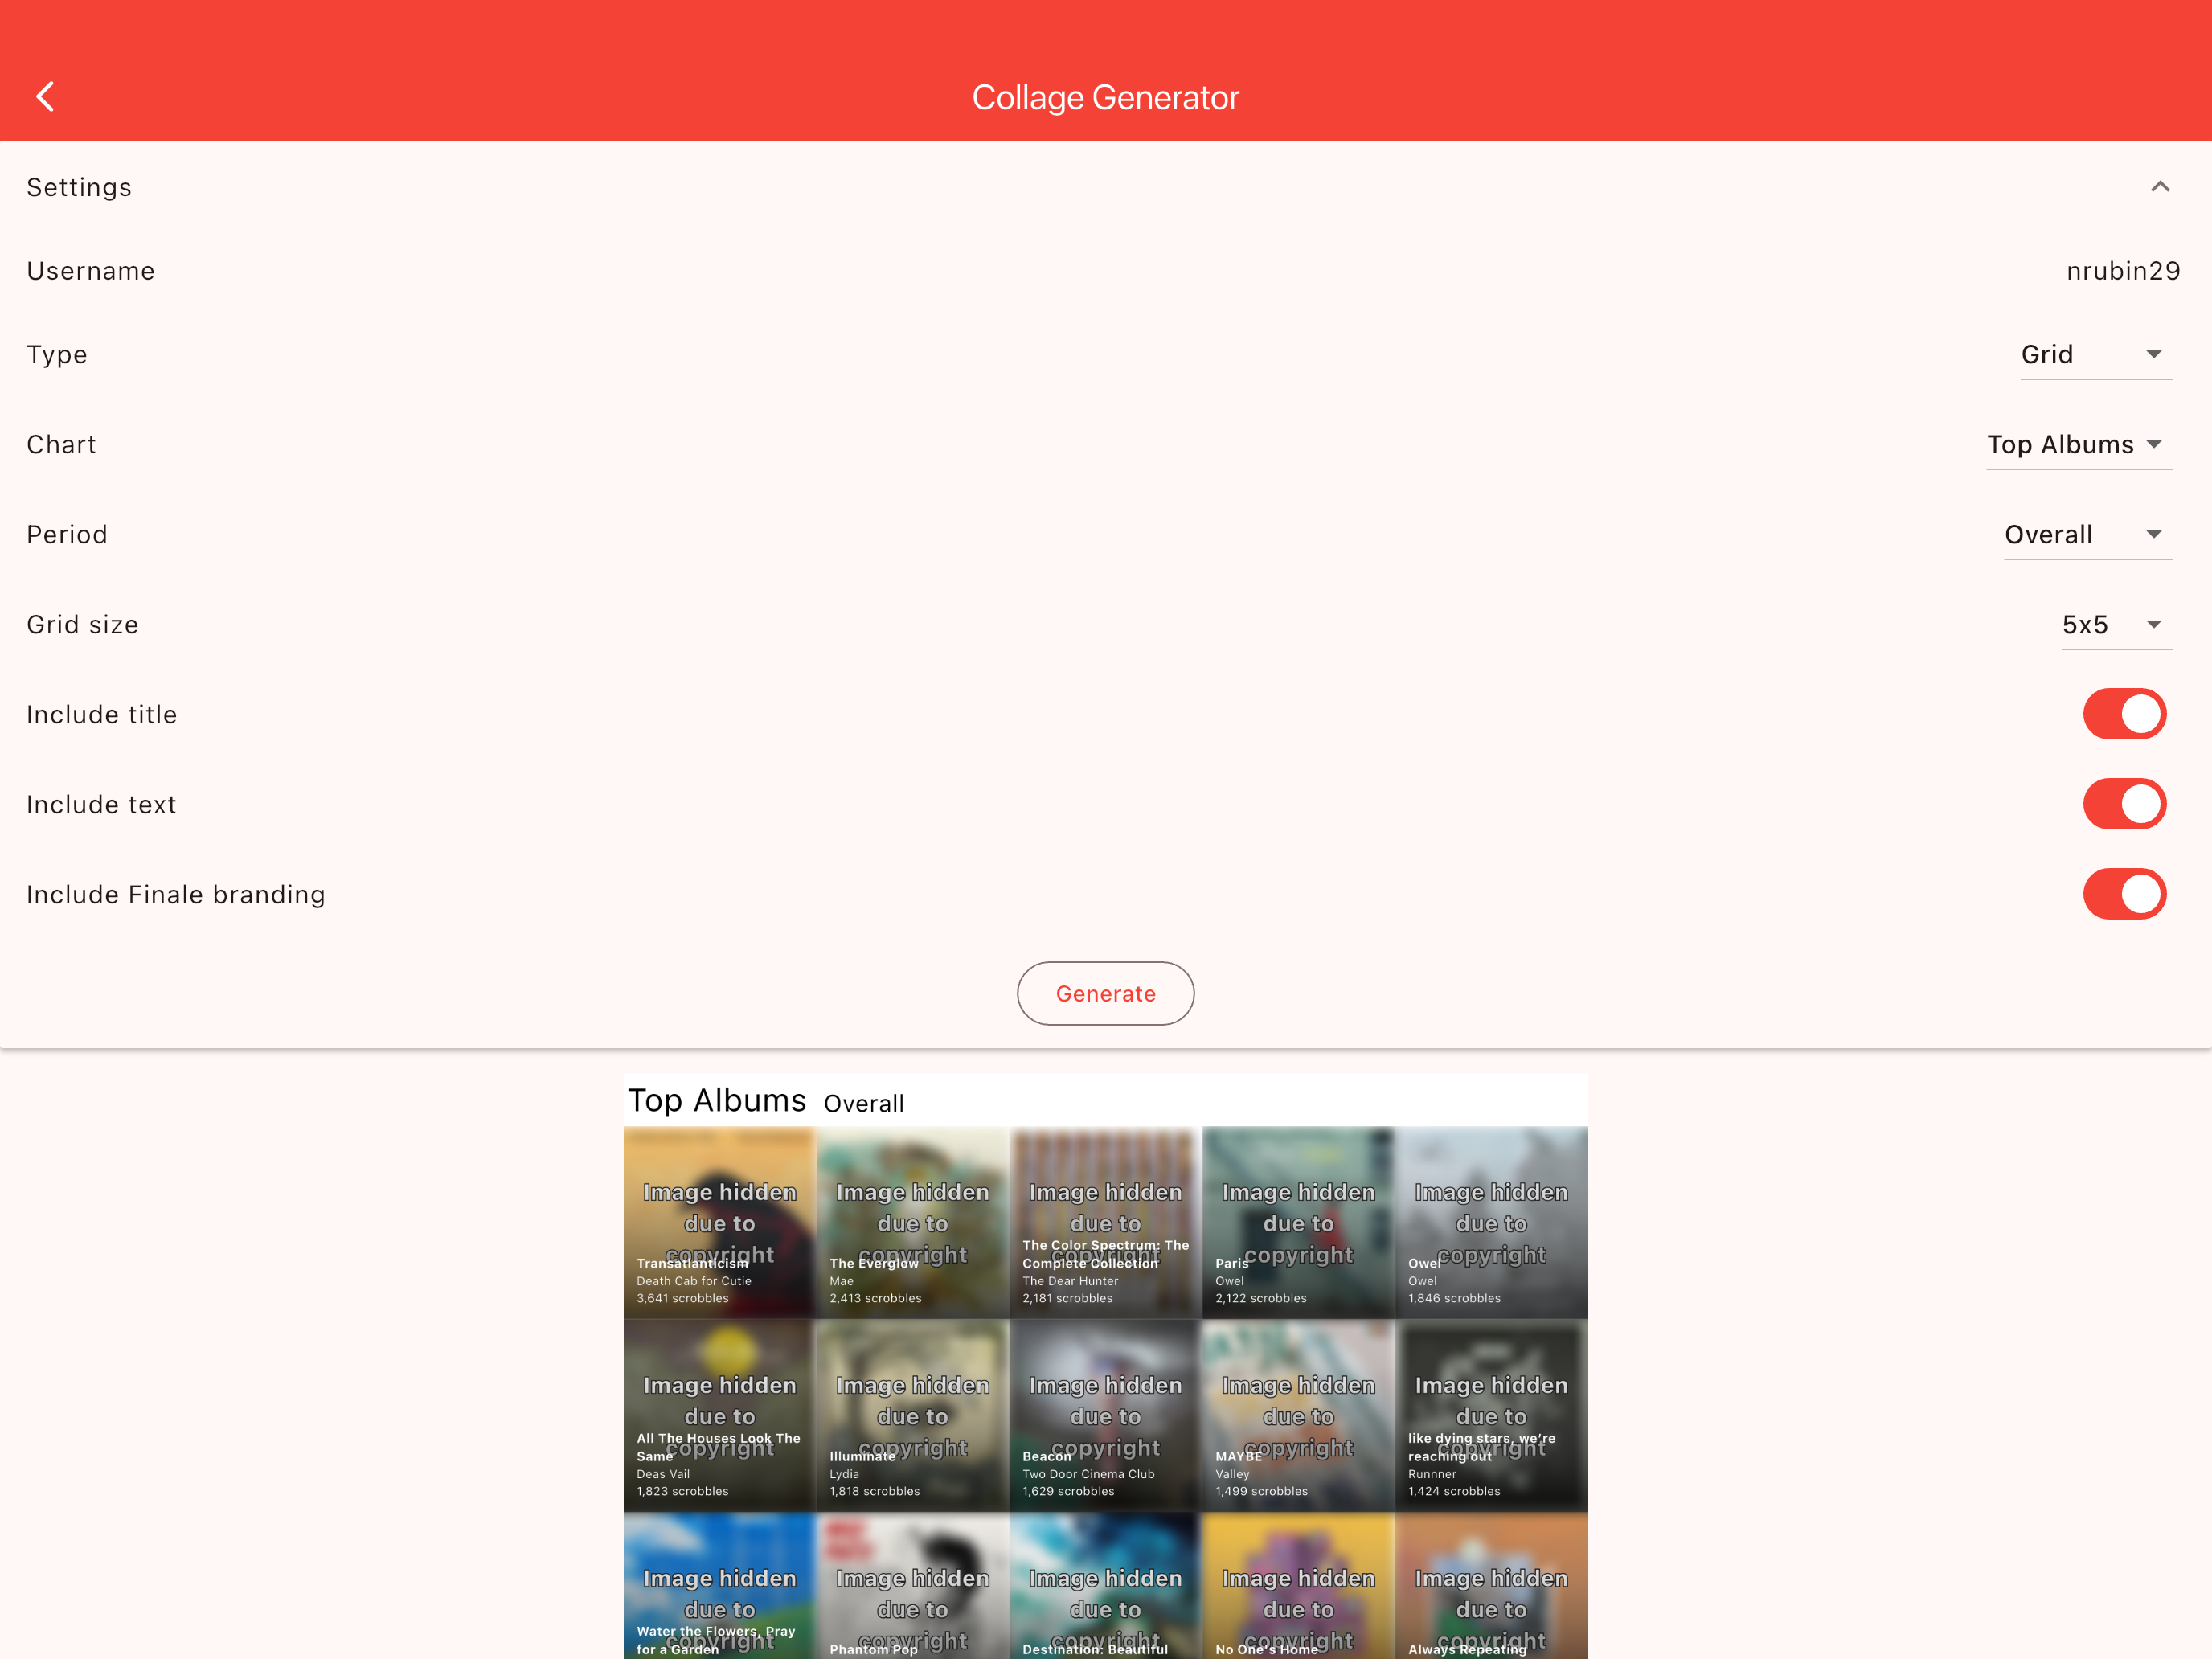 Collage Generator
Settings
Username nrubin29
Type Grid
Chart Top Albums
Period Overall
Grid size 5x5
Include title
Include text
Include Finale branding
Generate
Top Albums Overall
Image hidden
due to
copyright
Transatlanticism
Death Cab for Cutie
3,641 scrobbles
Image hidden
due to
copyright
The Everglow
Mae
2,413 scrobbles
Image hidden
due to
copyright
The Color Spectrum: The
Complete Collection
The Dear Hunter
2,181 scrobbles
Image hidden
due to
copyright
Paris
Owel
2,122 scrobbles
Image hidden
due to
copyright
Owel
Owel
1,846 scrobbles
Image hidden
due to
copyright
All The Houses Look The
Same
Deas Vail
1,823 scrobbles
Image hidden
due to
copyright
Illuminate
Lydia
1,818 scrobbles
Image hidden
due to
copyright
Beacon
Two Door Cinema Club
1,629 scrobbles
Image hidden
due to
copyright
MAYBE
Valley
1,499 scrobbles
Image hidden
due to
copyright
like dying stars, we're
reaching out
Runnner
1,424 scrobbles
Image hidden
due to
copyright
Water the Flowers, Pray
for a Garden
Image hidden
due to
copyright
Phantom Pop
Image hidden
due to
copyright
Destination: Beautiful
Image hidden
due to
copyright
No One's Home
Image hidden
due to
copyright
Always Repeating